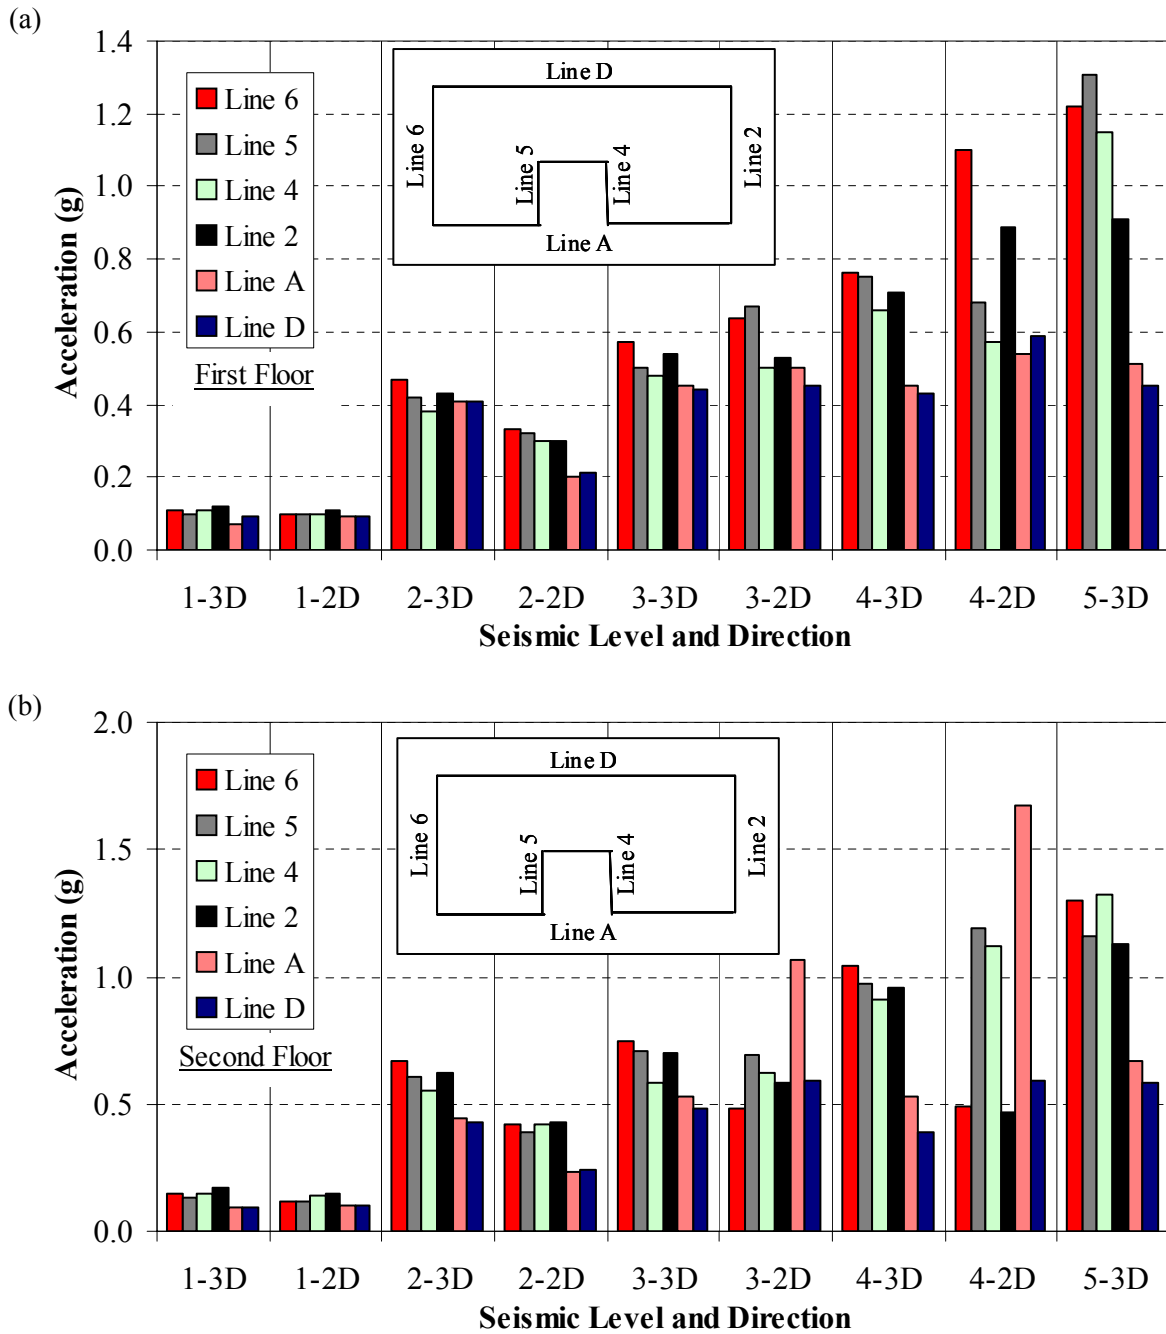 (a)
1.4
1.2
1.0
0.8
0.6
0.4
0.2
0.0
Acceleration (g)
Line 6
Line 5
Line 4
Line 2
Line A
Line D
First Floor
Line D
Line 6
Line 5
Line 4
Line 2
Line A
1-3D 1-2D 2-3D 2-2D 3-3D 3-2D 4-3D 4-2D 5-3D
Seismic Level and Direction
(b)
2.0
1.5
1.0
0.5
0.0
Acceleration (g)
Line 6
Line 5
Line 4
Line 2
Line A
Line D
Second Floor
Line D
Line 6
Line 5
Line 4
Line 2
Line A
1-3D 1-2D 2-3D 2-2D 3-3D 3-2D 4-3D 4-2D 5-3D
Seismic Level and Direction